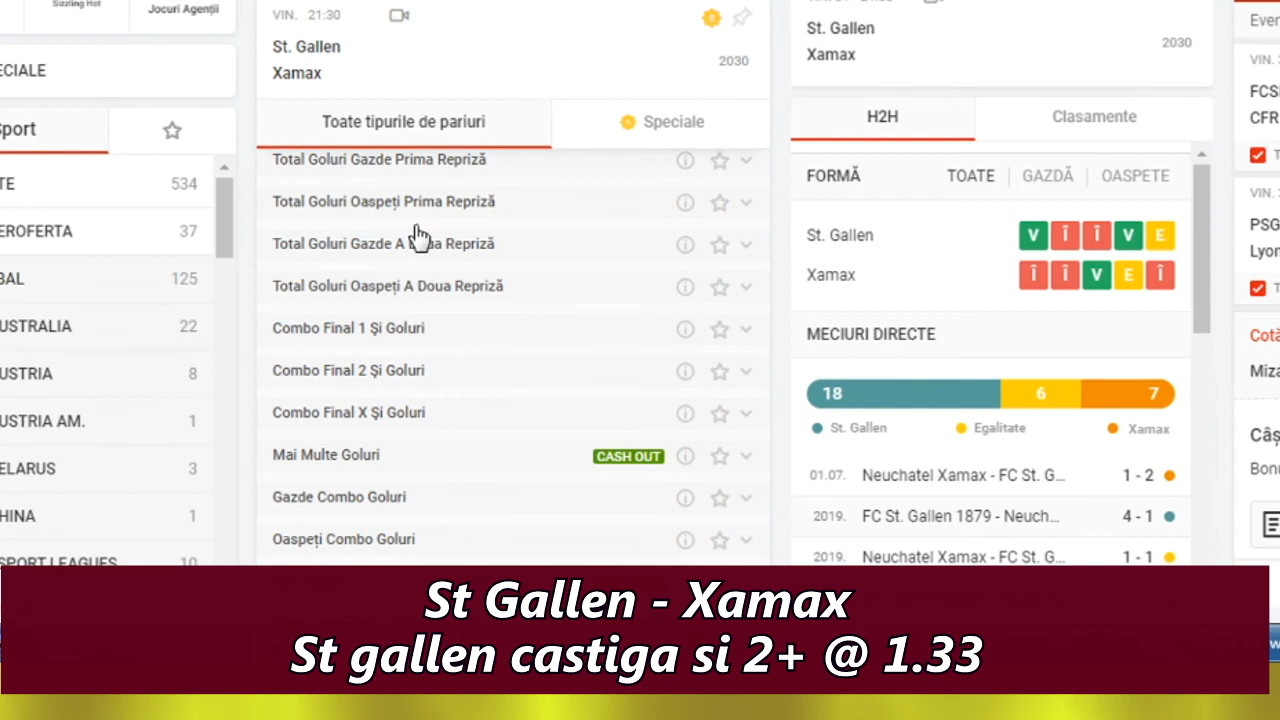 Sizzling Hot
Jocuri Agenții
ECIALE
Sport
TE 534
EROFERTA 37
BAL 125
USTRALIA 22
USTRIA 8
USTRIA AM. 1
ELARUS 3
HINA 1
SPORT LEAGUES 10
VIN. 21:30
St. Gallen
Xamax
2030
Toate tipurile de pariuri
Speciale
Total Goluri Gazde Prima Repriză
Total Goluri Oaspeți Prima Repriză
Total Goluri Gazde A Doua Repriză
Total Goluri Oaspeți A Doua Repriză
Combo Final 1 Și Goluri
Combo Final 2 Și Goluri
Combo Final X Și Goluri
Mai Multe Goluri CASH OUT
Gazde Combo Goluri
Oaspeți Combo Goluri
St. Gallen
Xamax
2030
H2H Clasamente
FORMĂ TOATE GAZDĂ OASPETE
St. Gallen V Î Î V E
Xamax Î Î V E Î
MECIURI DIRECTE
18 6 7
St. Gallen Egalitate Xamax
01.07. Neuchatel Xamax - FC St. G... 1 - 2
2019. FC St. Gallen 1879 - Neuch... 4 - 1
2019. Neuchatel Xamax - FC St. G... 1 - 1
Ever
VIN. 
FCS
CFR
T
VIN. 
PSG
Lyon
T
Cotă
Miza
Câș
Bonu
St Gallen - Xamax
St gallen castiga si 2+ @ 1.33